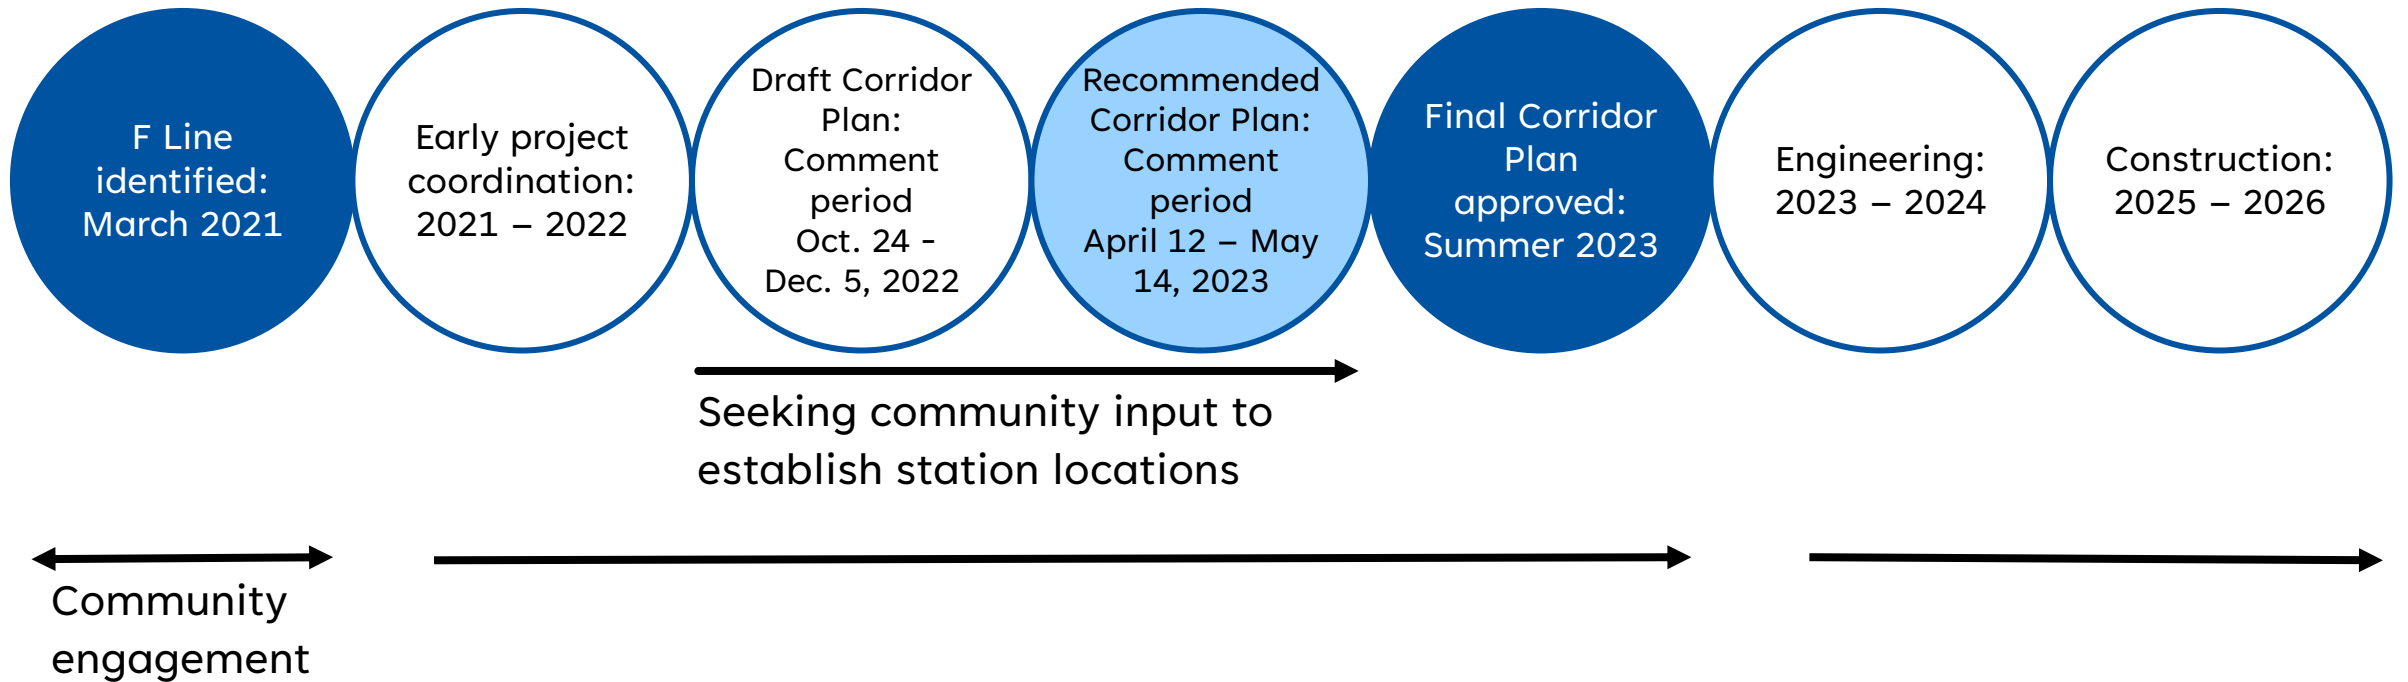 F Line
identified:
March 2021
Early project
coordination:
2021 – 2022
Draft Corridor
Plan:
Comment
period
Oct. 24 -
Dec. 5, 2022
Recommended
Corridor Plan:
Comment
period
April 12 – May
14, 2023
Final Corridor
Plan
approved:
Summer 2023
Engineering:
2023 – 2024
Construction:
2025 – 2026
Seeking community input to
establish station locations
Community
engagement